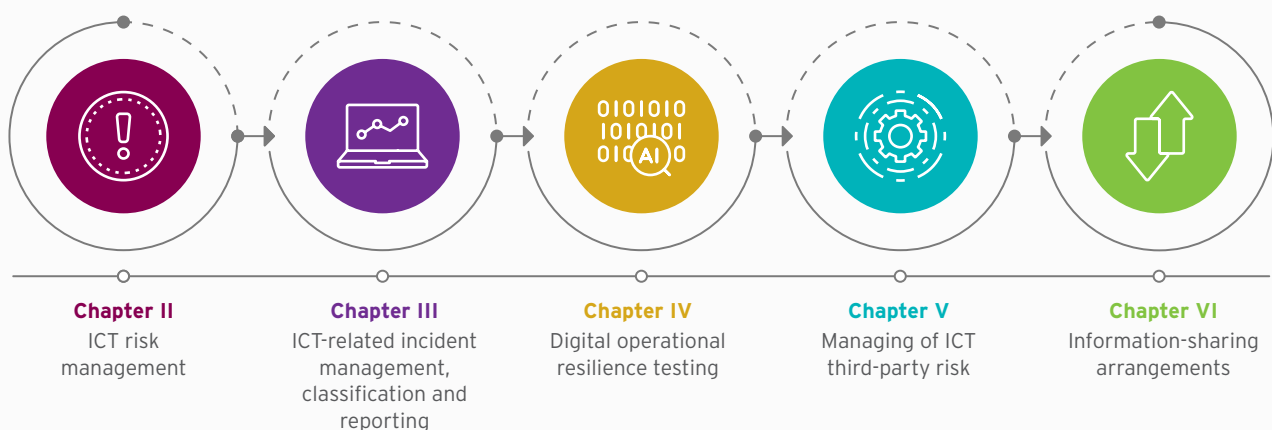 0101010
1010101
010 0
AI
Chapter II
ICT risk
management
Chapter III
ICT-related incident
management,
classification and
reporting
Chapter IV
Digital operational
resilience testing
Chapter V
Managing of ICT
third-party risk
Chapter VI
Information-sharing
arrangements